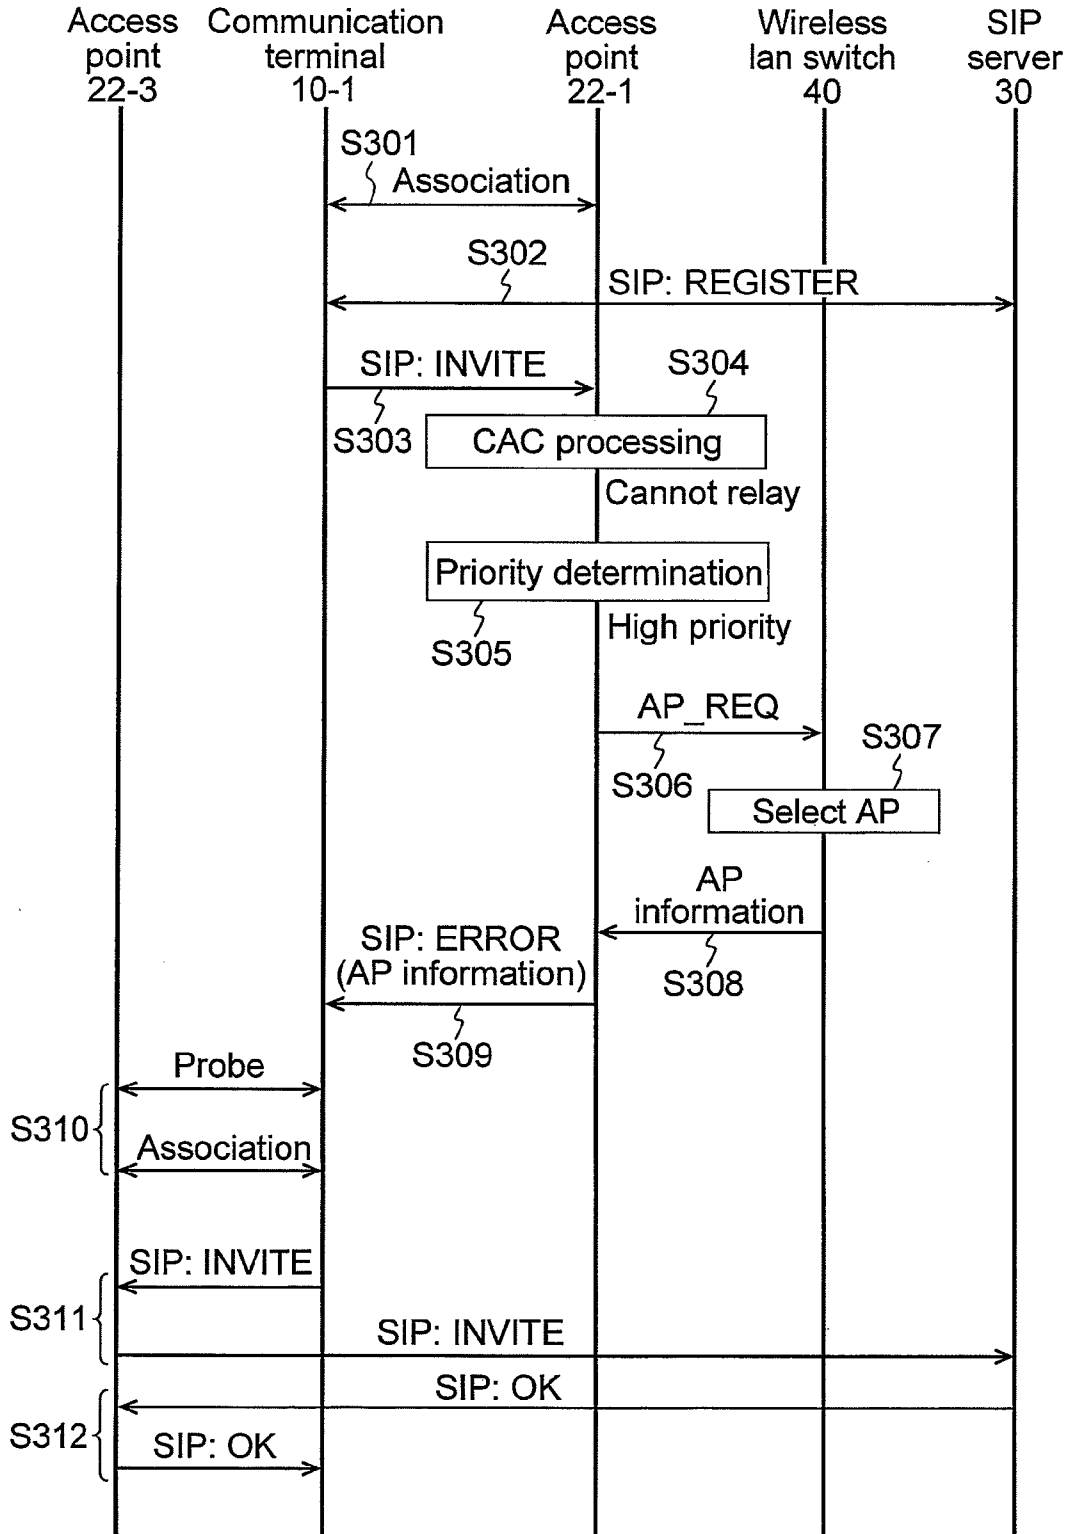 Access
point
22-3
Communication
terminal
10-1
Access
point
22-1
Wireless
lan switch
40
SIP
server
30
S301
Association
S302
SIP: REGISTER
SIP: INVITE
S303
S304
CAC processing
Cannot relay
Priority determination
S305
High priority
AP_REQ
S306
S307
Select AP
AP
information
S308
SIP: ERROR
(AP information)
S309
Probe
S310
Association
SIP: INVITE
S311
SIP: INVITE
SIP: OK
S312
SIP: OK